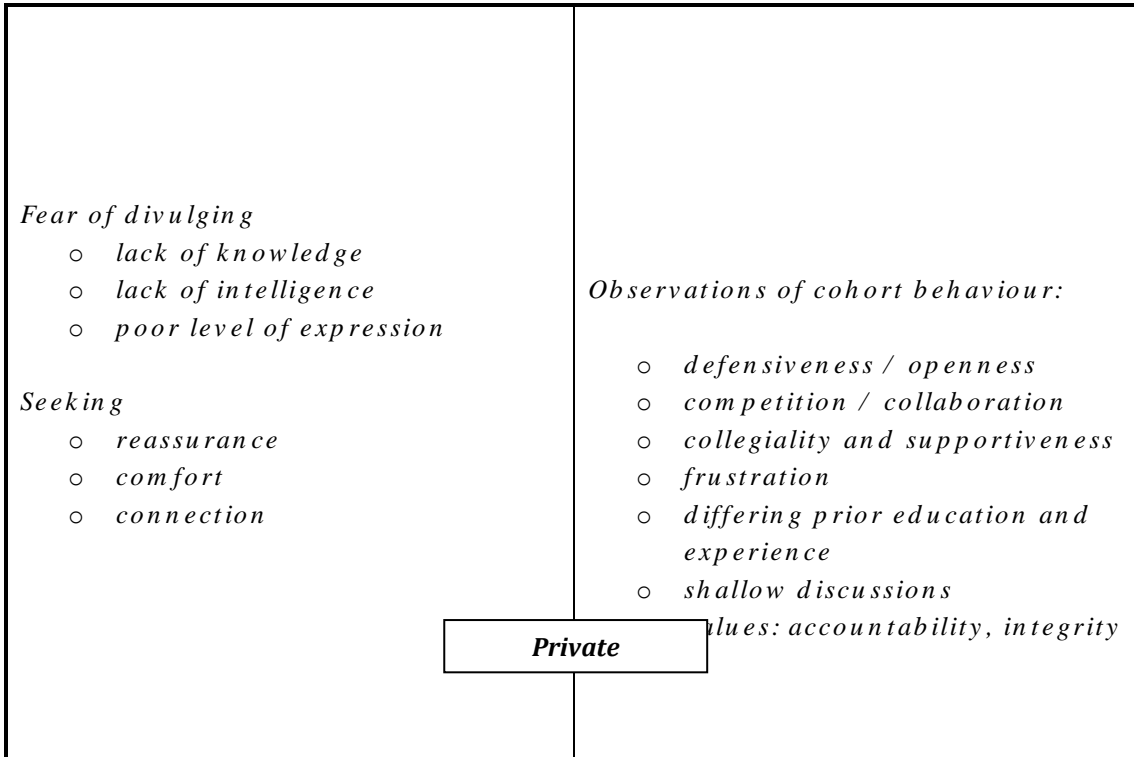 Fear of divulging
o lack of knowledge
o lack of intelligence
o poor level of expression
Seeking
o reassurance
o comfort
o connection
Observations of cohort behaviour:
o defensiveness / openness
o competition / collaboration
o collegiality and supportiveness
o frustration
o differing prior education and
experience
o shallow discussions
accountability, integrity
Private